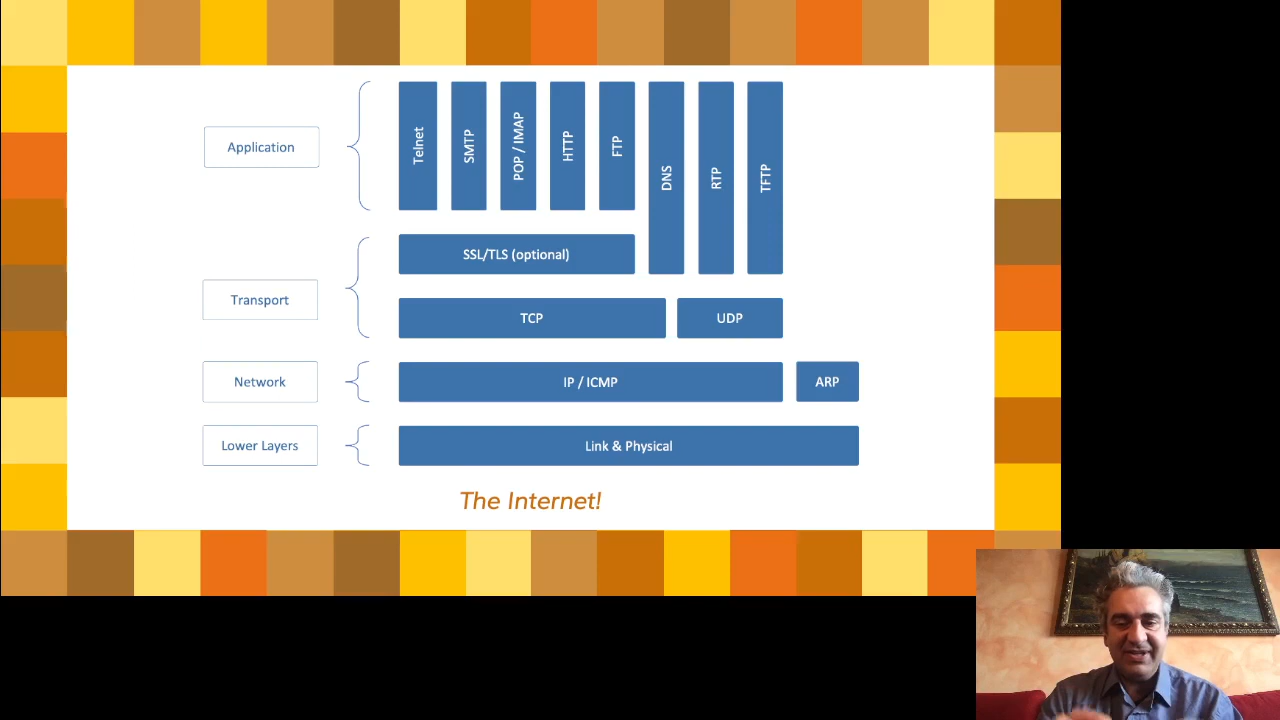 Application
Telnet
SMTP
POP / IMAP
HTTP
FTP
DNS
RTP
TFTP
Transport
SSL/TLS (optional)
TCP
UDP
Network
IP / ICMP
ARP
Lower Layers
Link & Physical
The Internet!